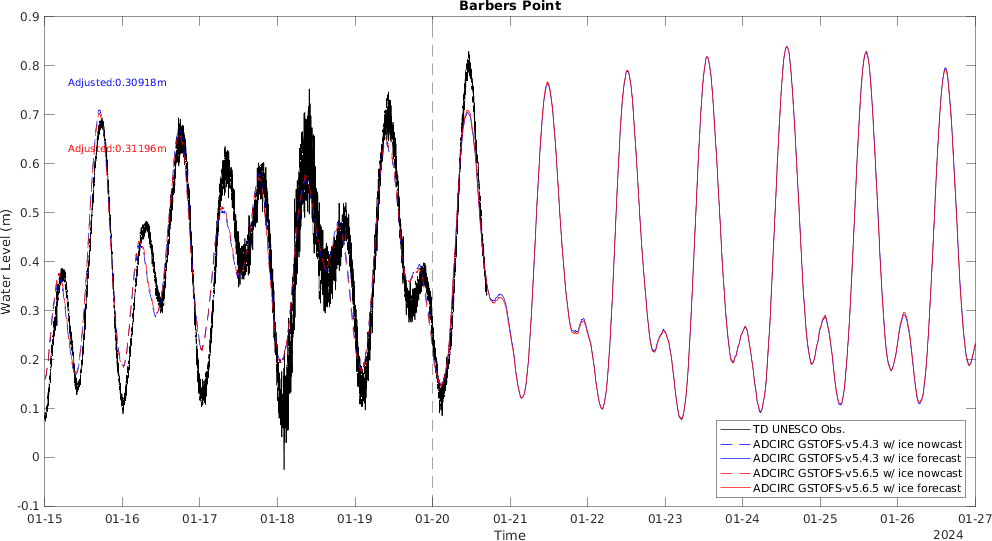 Barbers Point
0.9
0.8
0.7
0.6
0.5
0.4
0.3
0.2
0.1
0
-0.1
Water Level (m)
Adjusted:0.30918m
Adjusted:0.31196m
TD UNESCO Obs.
ADCIRC GSTOFS-v5.4.3 w/ ice nowcast
ADCIRC GSTOFS-v5.4.3 w/ ice forecast
ADCIRC GSTOFS-v5.6.5 w/ ice nowcast
ADCIRC GSTOFS-v5.6.5 w/ ice forecast
01-15 01-16 01-17 01-18 01-19 01-20 01-21 01-22 01-23 01-24 01-25 01-26 01-27
Time
2024